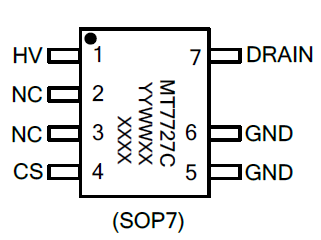 HV 1 7 DRAIN
NC 2
NC 3 6 GND
CS 4 5 GND
MT7727C
YYWWXX
XXXX
(SOP7)